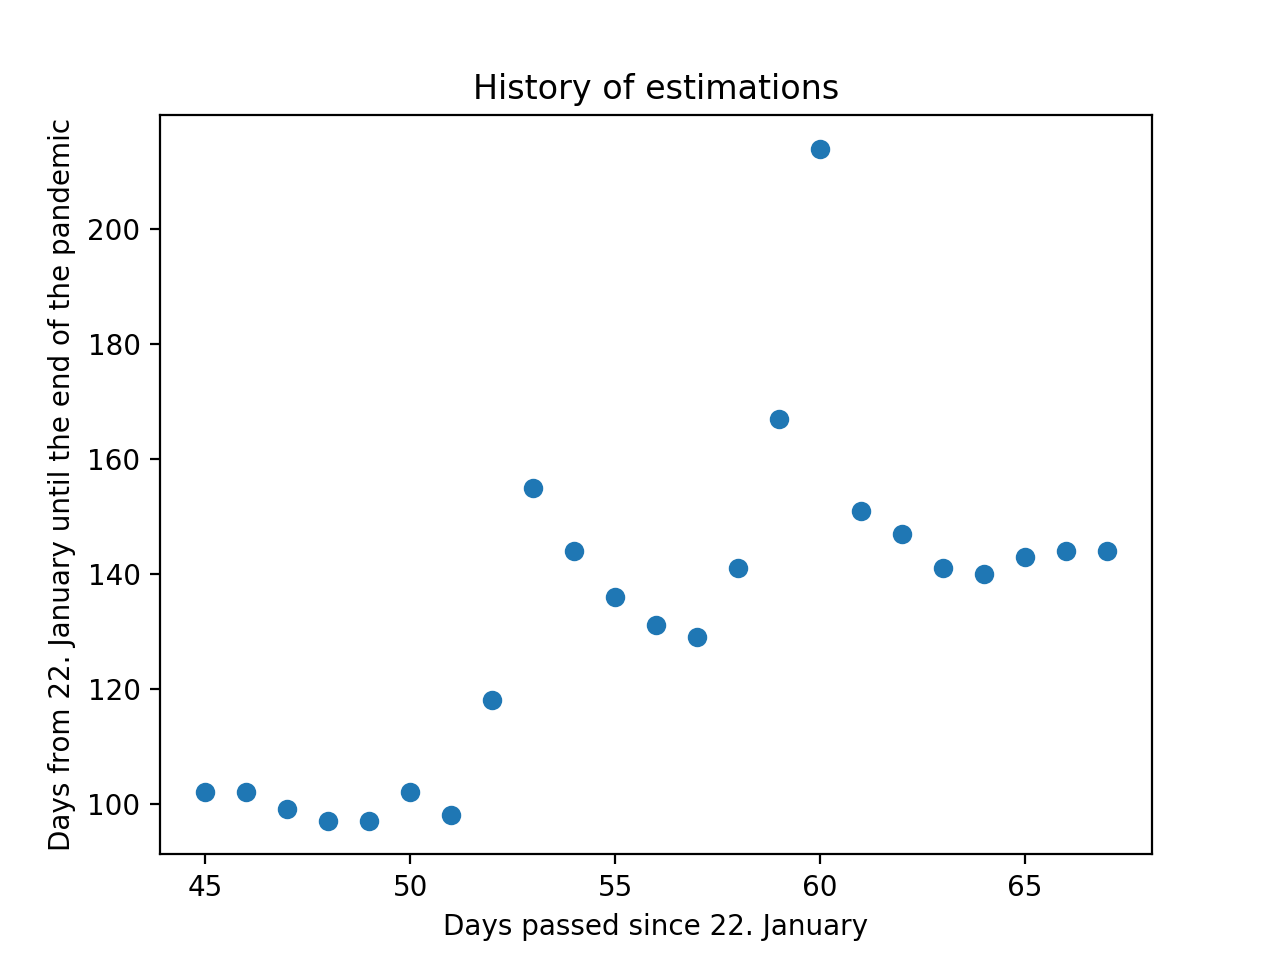 History of estimations
Days from 22. January until the end of the pandemic
200
180
160
140
120
100
45 50 55 60 65
Days passed since 22. January